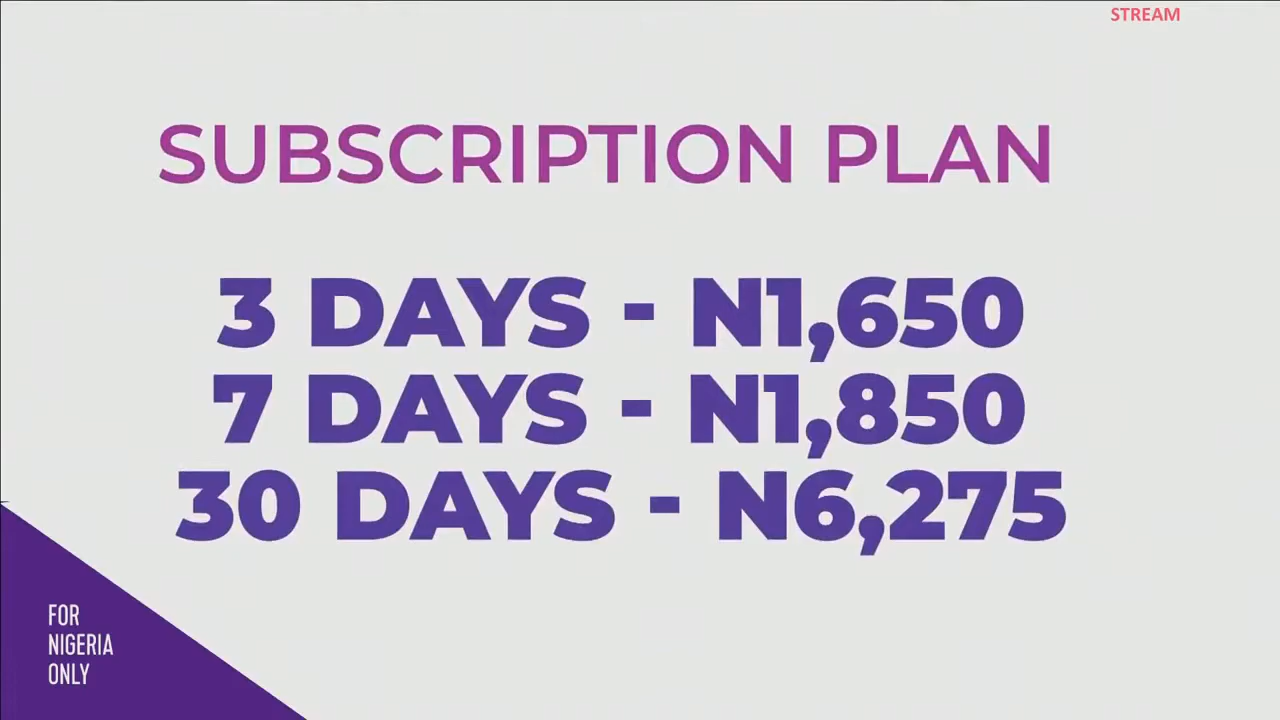 STREAM
SUBSCRIPTION PLAN
3 DAYS - N1,650
7 DAYS - N1,850
30 DAYS - N6,275
FOR
NIGERIA
ONLY